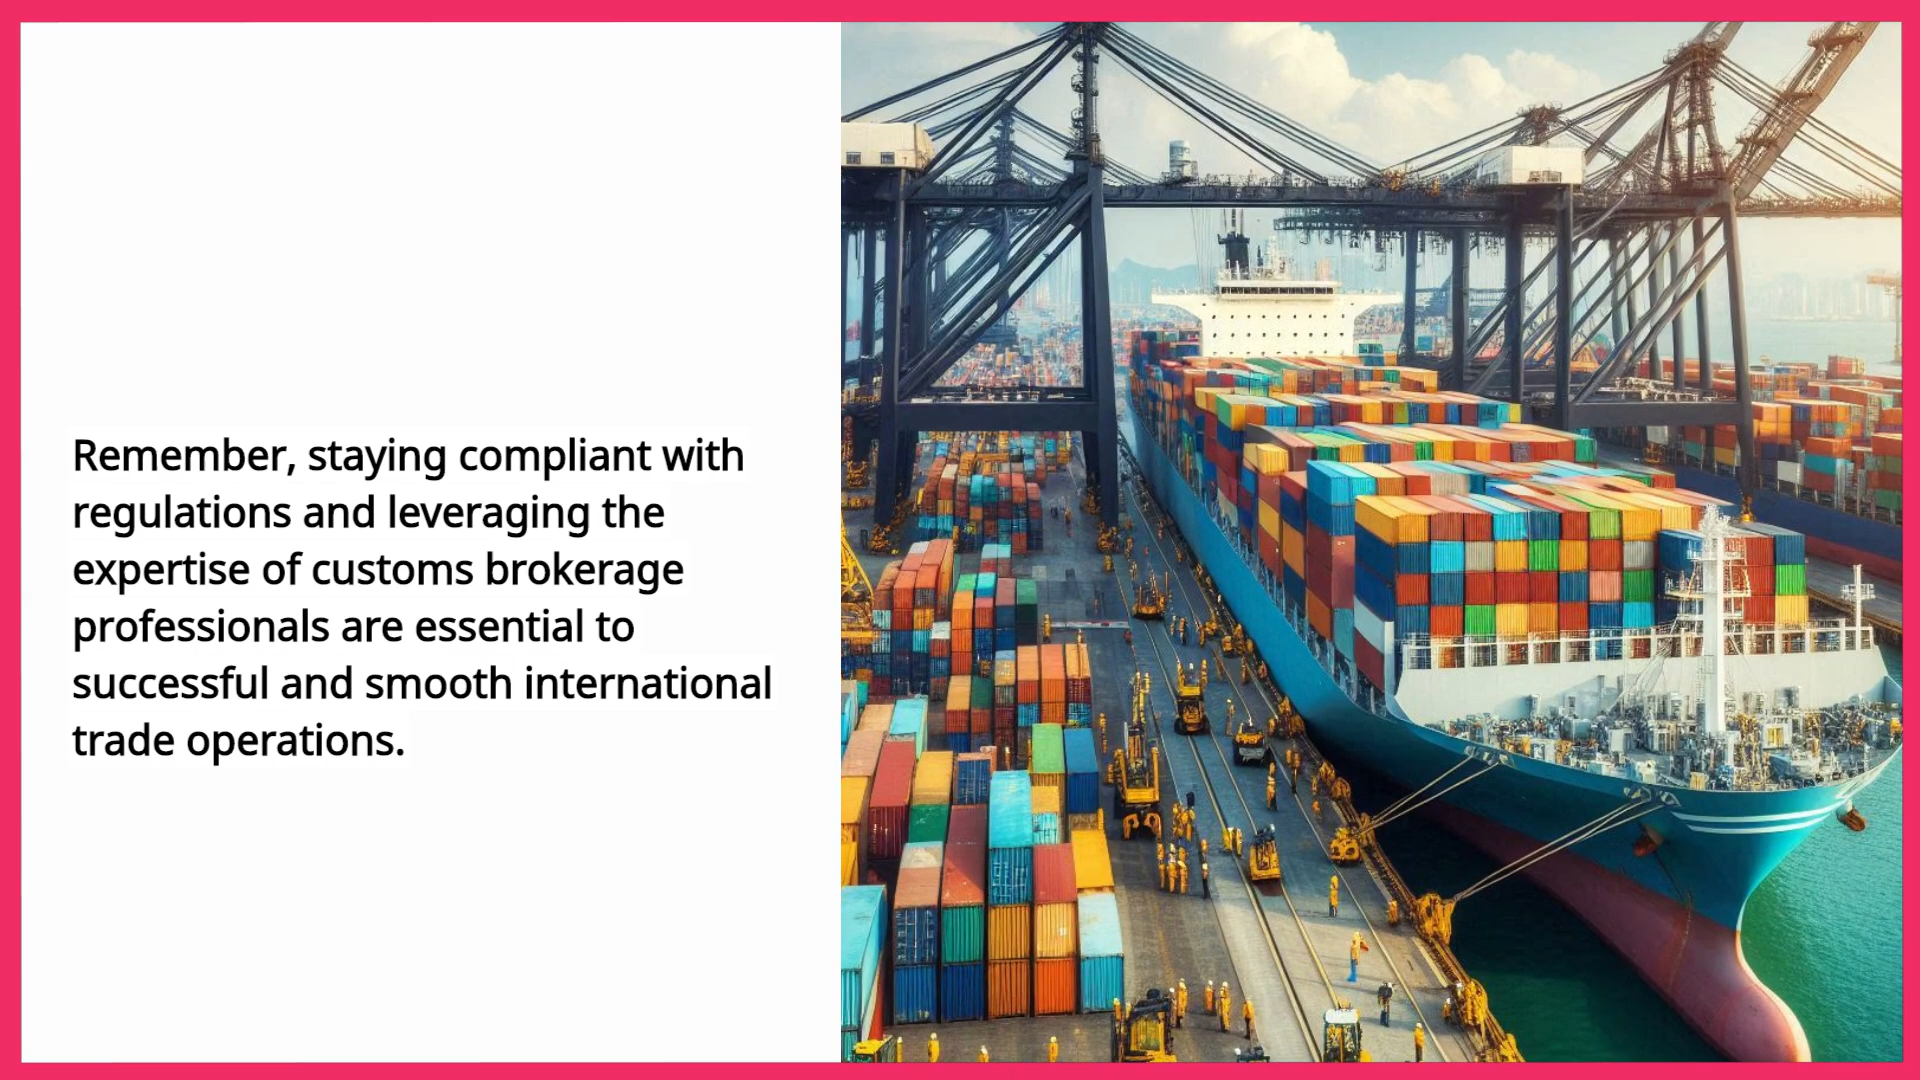 Remember, staying compliant with
regulations and leveraging the
expertise of customs brokerage
professionals are essential to
successful and smooth international
trade operations.